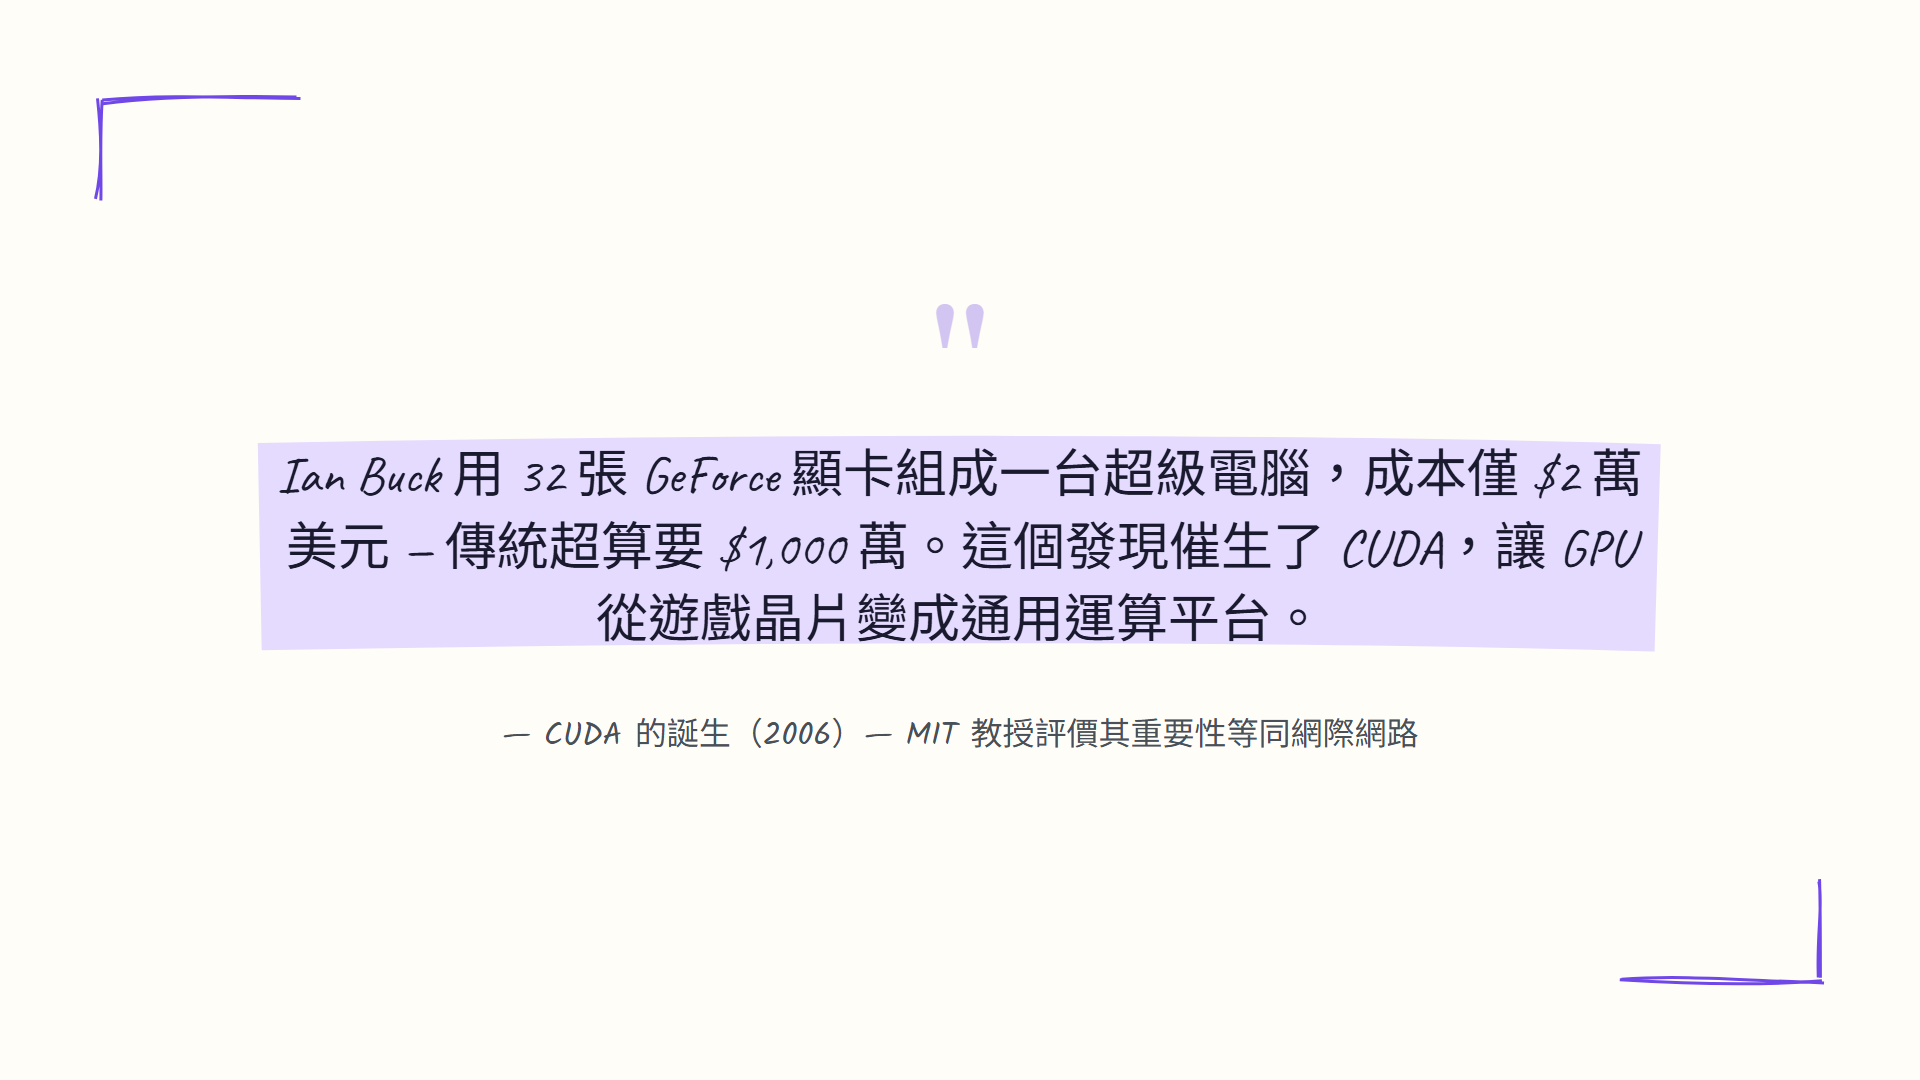 "
Ian Buck 用 32 張 GeForce 顯卡組成一台超級電腦，成本僅 $2 萬
美元 – 傳統超算要 $1,000 萬。這個發現催生了 CUDA，讓 GPU
從遊戲晶片變成通用運算平台。
— CUDA 的誕生（2006）— MIT 教授評價其重要性等同網際網路